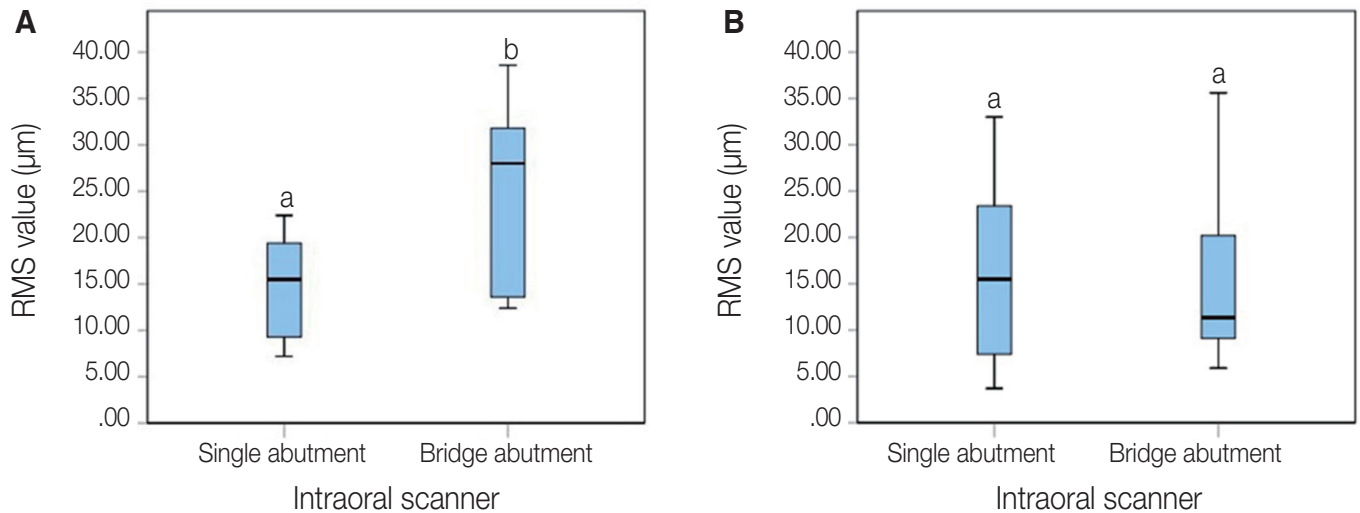 A
RMS value (µm)
40.00
35.00
30.00
25.00
20.00
15.00
10.00
5.00
.00
a
b
Single abutment
Bridge abutment
Intraoral scanner
B
RMS value (µm)
40.00
35.00
30.00
25.00
20.00
15.00
10.00
5.00
.00
a
a
Single abutment
Bridge abutment
Intraoral scanner